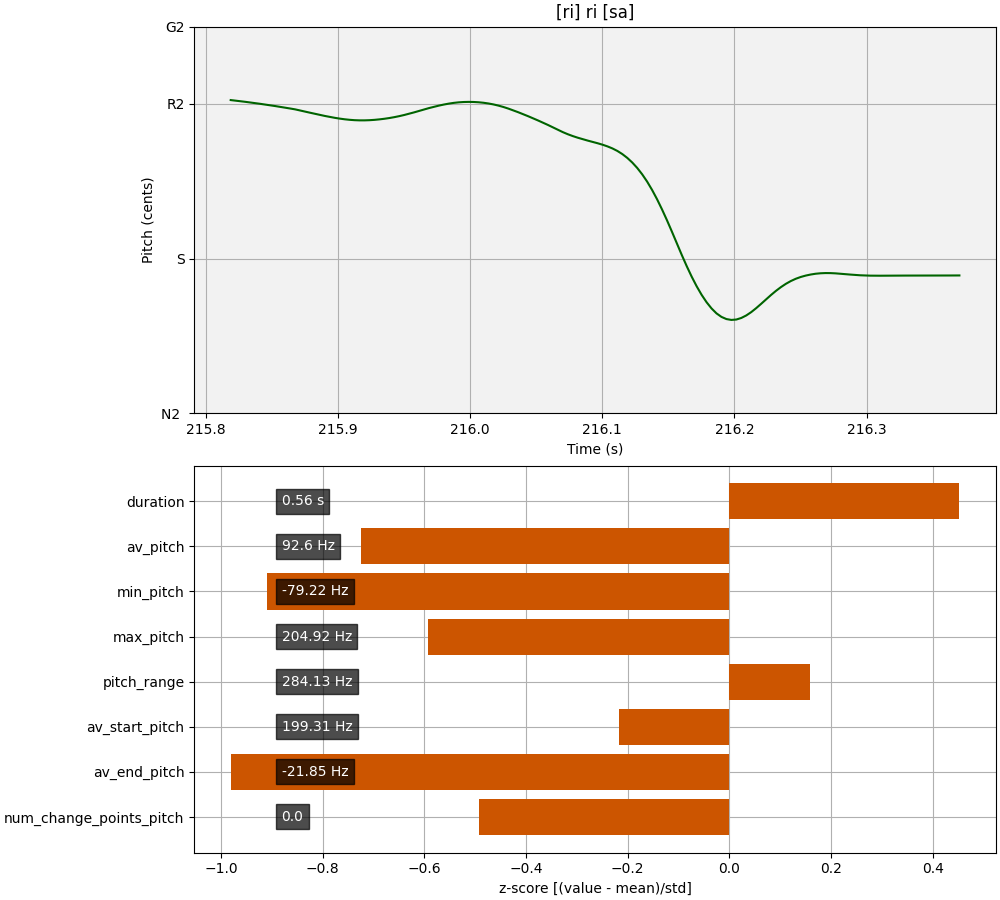 [ri] ri [sa]
G2
R2
S
N2
Pitch (cents)
215.8 215.9 216.0 216.1 216.2 216.3
Time (s)
duration 0.56 s
av_pitch 92.6 Hz
min_pitch -79.22 Hz
max_pitch 204.92 Hz
pitch_range 284.13 Hz
av_start_pitch 199.31 Hz
av_end_pitch -21.85 Hz
num_change_points_pitch 0.0
−1.0 −0.8 −0.6 −0.4 −0.2 0.0 0.2 0.4
z-score [(value - mean)/std]